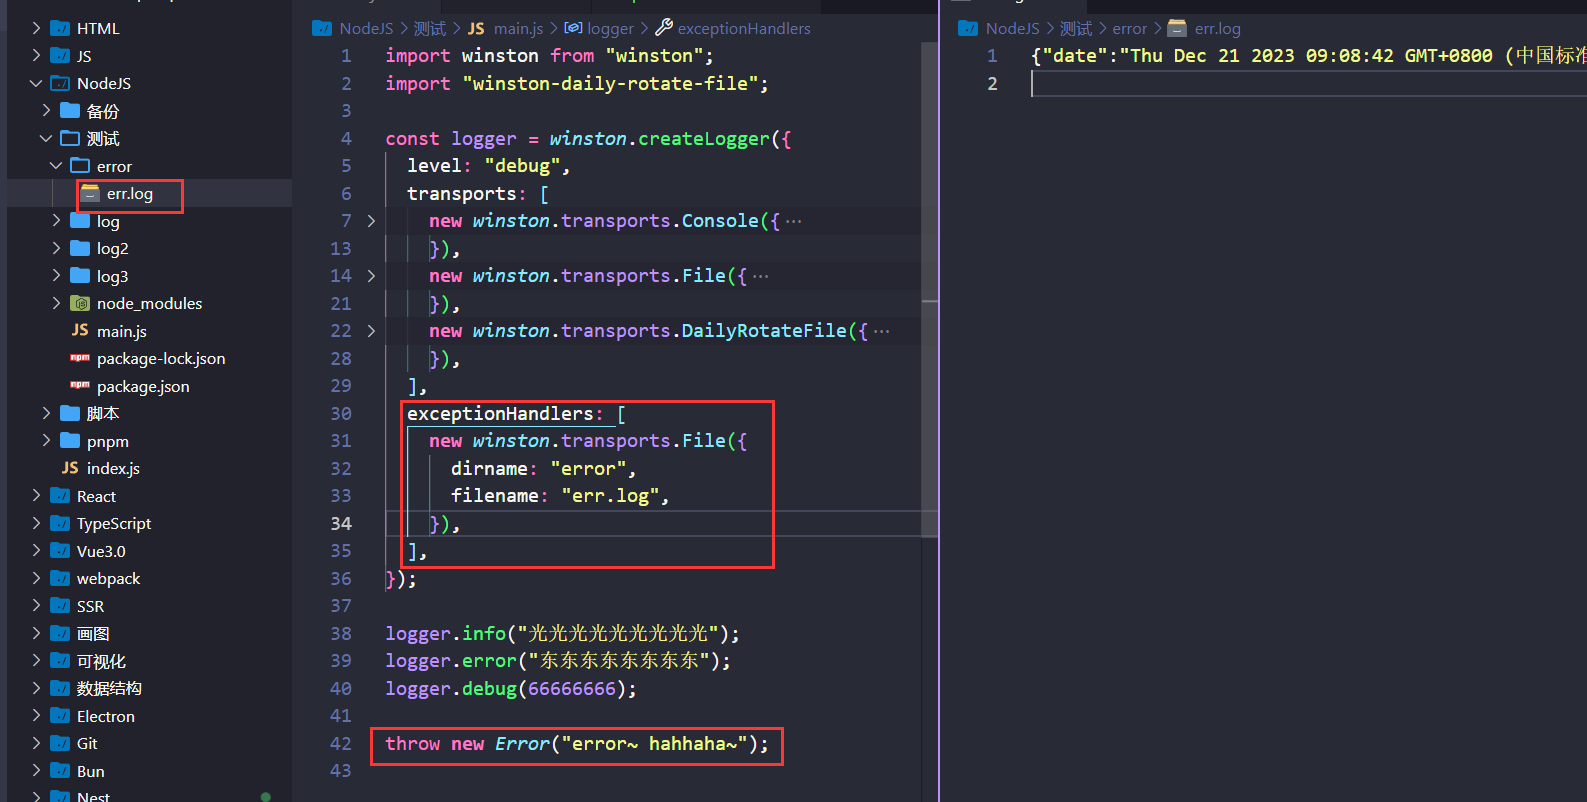 HTML
JS
NodeJS
备份
测试
error
err.log
log
log2
log3
node_modules
JS main.js
npm package-lock.json
npm package.json
脚本
pnpm
JS index.js
React
TypeScript
Vue3.0
webpack
SSR
画图
可视化
数据结构
Electron
Git
Bun
Nest
NodeJS > 测试 > JS main.js > logger > exceptionHandlers
1 import winston from "winston";
2 import "winston-daily-rotate-file";
3
4 const logger = winston.createLogger({
5 level: "debug",
6 transports: [
7 > new winston.transports.Console({ ···
13 }),
14 > new winston.transports.File({ ···
21 }),
22 > new winston.transports.DailyRotateFile({ ···
28 }),
29 ],
30 exceptionHandlers: [
31 new winston.transports.File({
32 dirname: "error",
33 filename: "err.log",
34 }),
35 ],
36 });
37
38 logger.info("光光光光光光光光光");
39 logger.error("东东东东东东东东");
40 logger.debug(66666666);
41
42 throw new Error("error~ hahhaha~");
43
NodeJS > 测试 > error > err.log
1 {"date":"Thu Dec 21 2023 09:08:42 GMT+0800 (中国标准
2